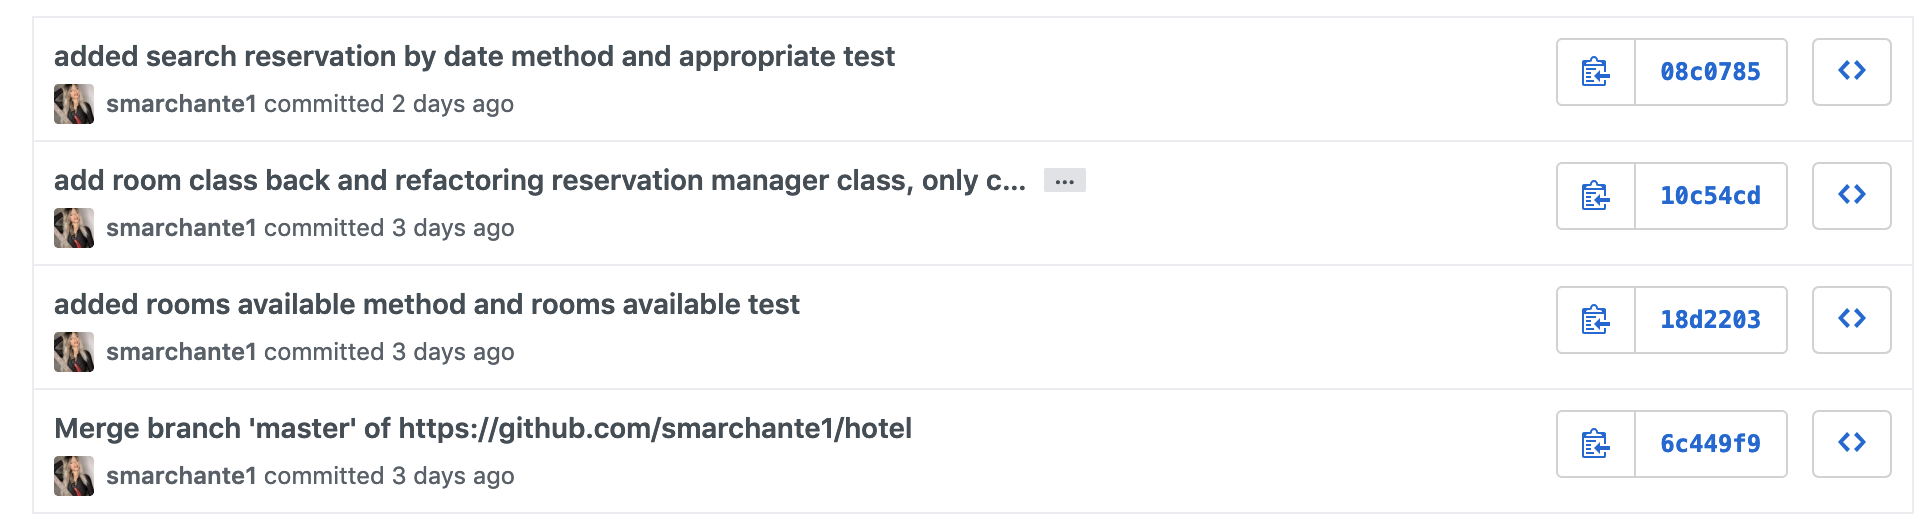 added search reservation by date method and appropriate test
08c0785
smarchante1 committed 2 days ago
add room class back and refactoring reservation manager class, only c... ...
10c54cd
smarchante1 committed 3 days ago
added rooms available method and rooms available test
18d2203
smarchante1 committed 3 days ago
Merge branch 'master' of https://github.com/smarchante1/hotel
6c449f9
smarchante1 committed 3 days ago